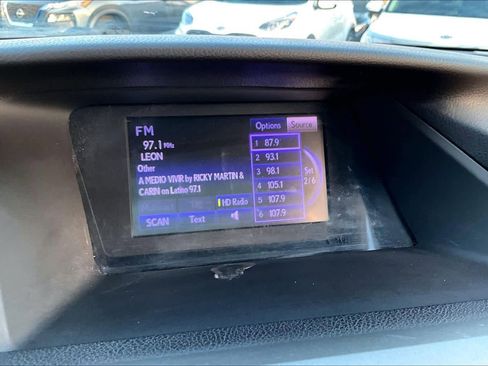 FM
Options Source
97.1 MHz
LEON
Other
A MEDIO VIVIR by RICKY MARTIN &
CARIN on Latino 97.1
HD Radio
SCAN Text
1 87.9
2 93.1
3 98.1
4 105.1
5 107.9
6 107.9
Set
2/6